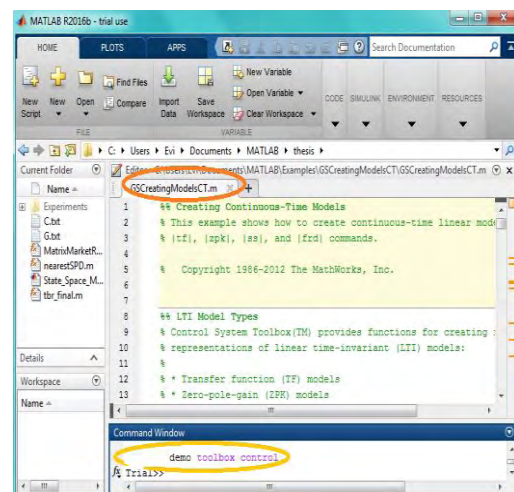 MATLAB R2016b - trial use
HOME PLOTS APPS Search Documentation
New Script New Open Find Files Compare Import Data Save Workspace New Variable Open Variable Clear Workspace CODE SIMULINK ENVIRONMENT RESOURCES
FILE VARIABLE
C: Users Evi Documents MATLAB thesis
Current Folder
Name
Experiments
C.txt
G.txt
MatrixMarketR...
nearestSPD.m
State_Space_M...
tbr_final.m
Details
Workspace
Name
\Documents\MATLAB\Examples\GSCreatingModelsCT\GSCreatingModelsCT.m
GSCreatingModelsCT.m
1 %% Creating Continuous-Time Models
2 % This example shows how to create continuous-time linear mode
3 % |tf|, |zpk|, |ss|, and |frd| commands.
4
5 % Copyright 1986-2012 The MathWorks, Inc.
6
7
8 %% LTI Model Types
9 % Control System Toolbox(TM) provides functions for creating
10 % representations of linear time-invariant (LTI) models:
11 %
12 % * Transfer function (TF) models
13 % * Zero-pole-gain (ZPK) models
Command Window
demo toolbox control
fx Trial>>